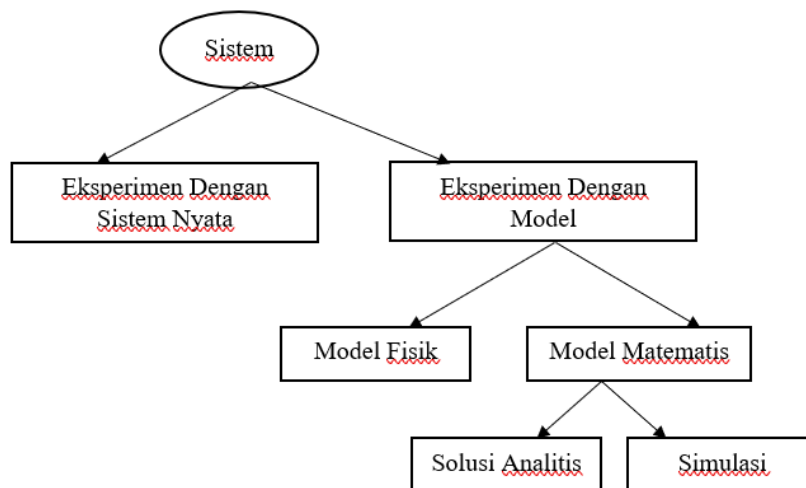 Sistem
Eksperimen Dengan
Sistem Nyata
Eksperimen Dengan
Model
Model Fisik
Model Matematis
Solusi Analitis
Simulasi